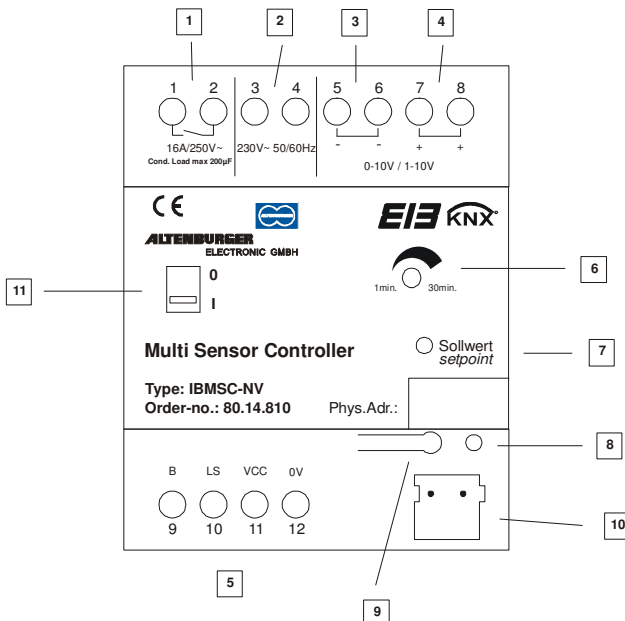 1 2 3 4
1 2 3 4 5 6 7 8
16A/250V~ 230V~ 50/60Hz - - + +
Cond. Load max 200µF
0-10V / 1-10V
CE ALTENBURGER EIB KNX
ALTENBURGER
ELECTRONIC GMBH
0
I
11
1min. 30min.
6
Multi Sensor Controller
Sollwert
setpoint
7
Type: IBMSC-NV
Order-no.: 80.14.810 Phys.Adr.:
8
B LS VCC 0V
9 10 11 12
10
5
9